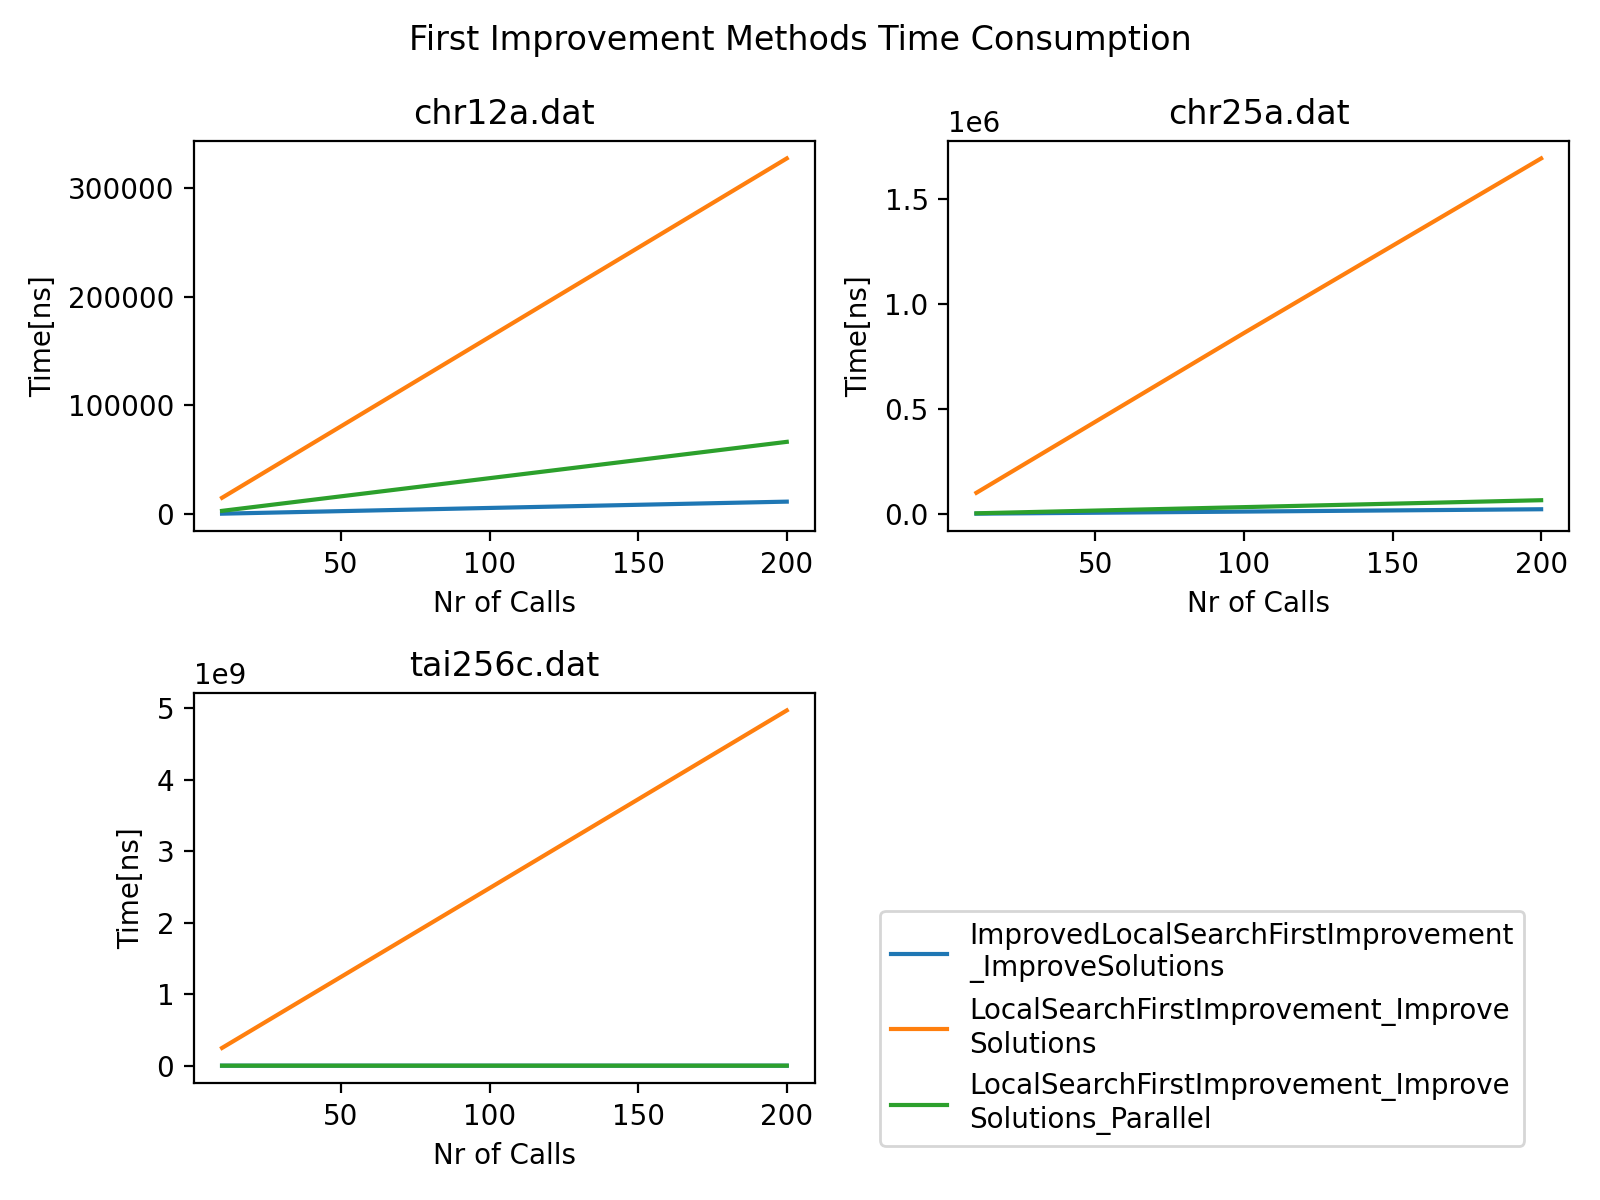 First Improvement Methods Time Consumption
chr12a.dat
300000
200000
100000
0
Time[ns]
50 100 150 200
Nr of Calls
1e6
chr25a.dat
1.5
1.0
0.5
0.0
Time[ns]
50 100 150 200
Nr of Calls
1e9
tai256c.dat
5
4
3
2
1
0
Time[ns]
50 100 150 200
Nr of Calls
ImprovedLocalSearchFirstImprovement
_ImproveSolutions
LocalSearchFirstImprovement_Improve
Solutions
LocalSearchFirstImprovement_Improve
Solutions_Parallel